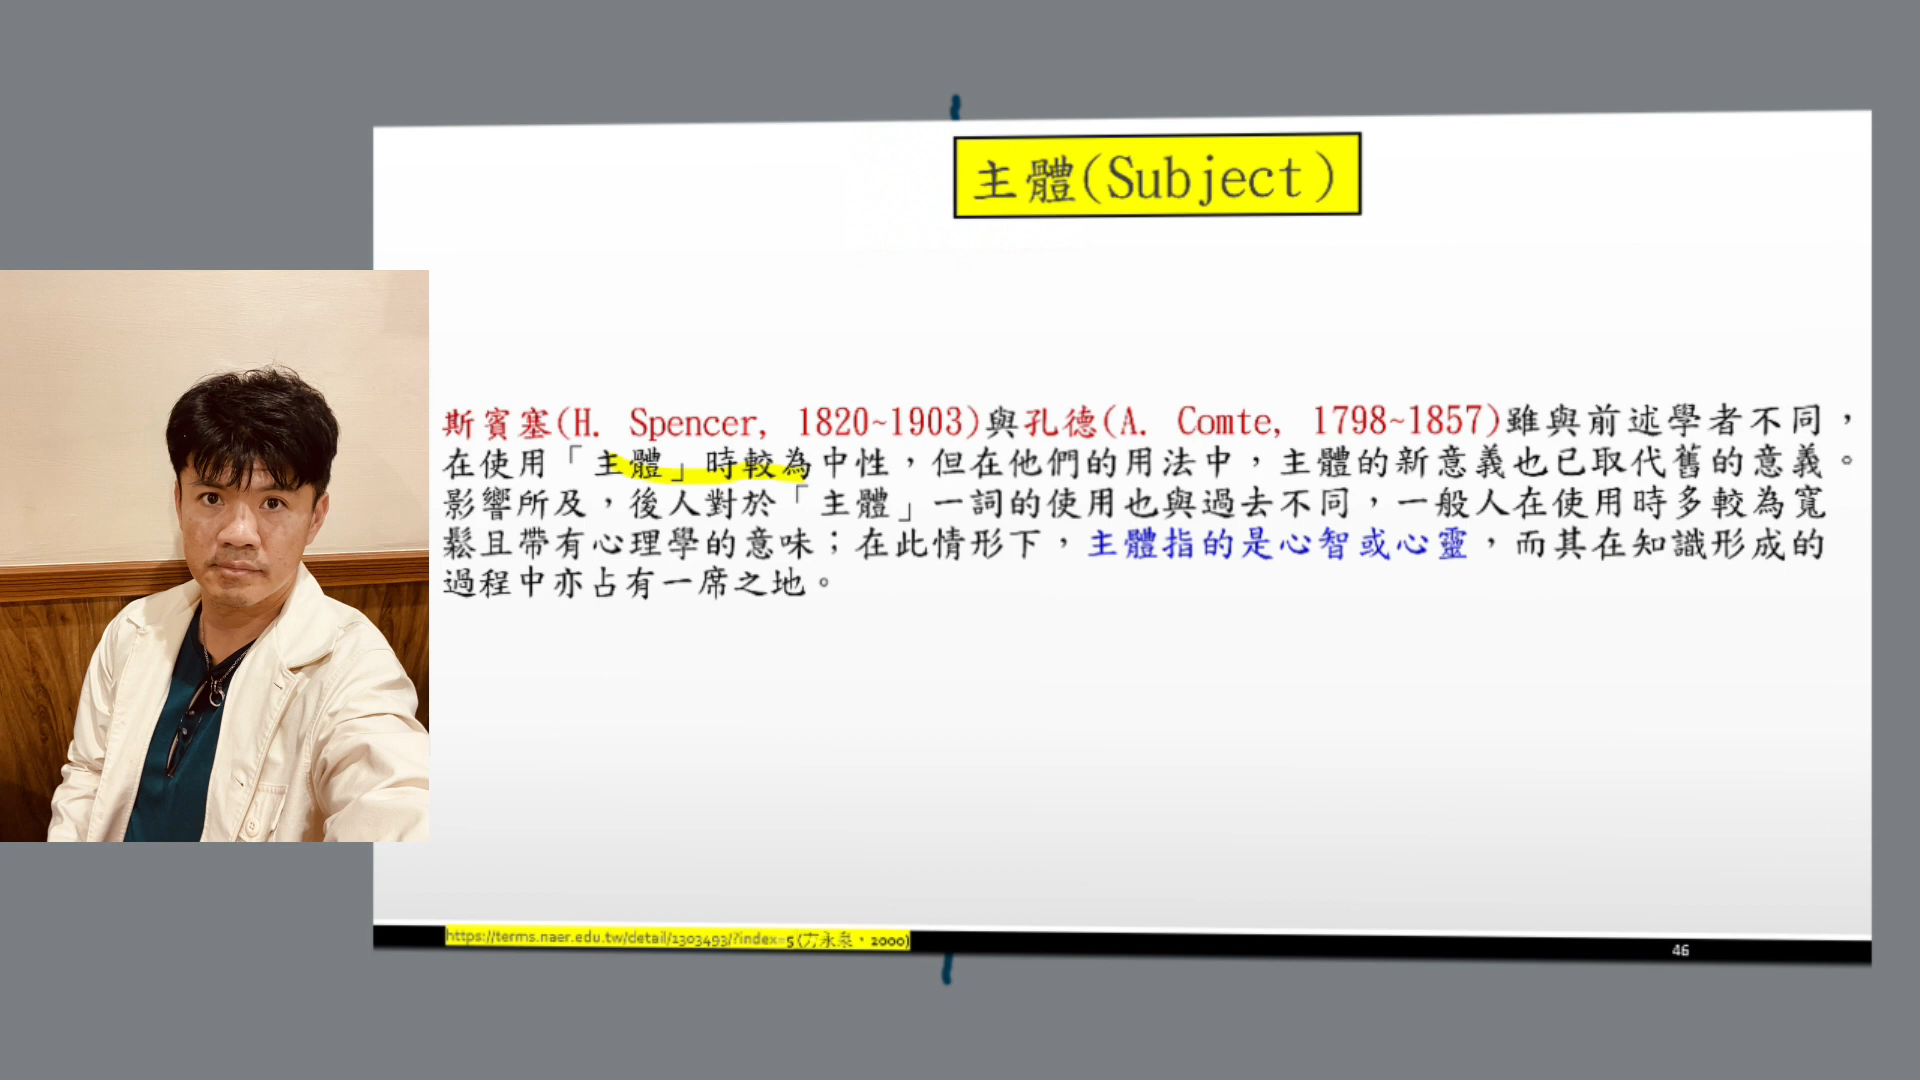 主體(Subject)
斯賓塞(H. Spencer, 1820~1903)與孔德(A. Comte, 1798~1857)雖與前述學者不同，
在使用「主體」時較為中性，但在他們的用法中，主體的新意義也已取代舊的意義。
影響所及，後人對於「主體」一詞的使用也與過去不同，一般人在使用時多較為寬
鬆且帶有心理學的意味；在此情形下，主體指的是心智或心靈，而其在知識形成的
過程中亦占有一席之地。
https://terms.naer.edu.tw/detail/1303493/?index=5 (方永泉，2000)
46